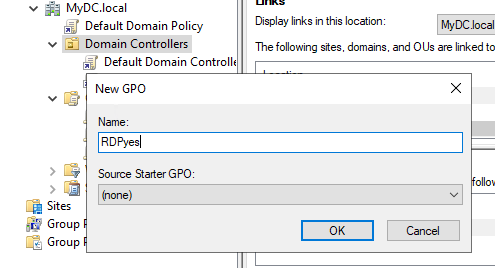 MyDC.local
Default Domain Policy
Domain Controllers
Default Domain Controlle
Links
Display links in this location:
MyDC.local
The following sites, domains, and OUs are linked to
Location
New GPO
Name:
RDPyes
Source Starter GPO:
(none)
OK
Cancel
follow
Sites
Group P
Group P